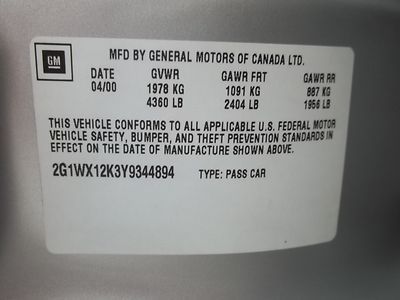 GM
MFD BY GENERAL MOTORS OF CANADA LTD.
DATE GVWR GAWR FRT GAWR RR
04/00 1978 KG 1091 KG 887 KG
4360 LB 2404 LB 1956 LB
THIS VEHICLE CONFORMS TO ALL APPLICABLE U.S. FEDERAL MOTOR
VEHICLE SAFETY, BUMPER, AND THEFT PREVENTION STANDARDS IN
EFFECT ON THE DATE OF MANUFACTURE SHOWN ABOVE.
2G1WX12K3Y9344894 TYPE: PASS CAR